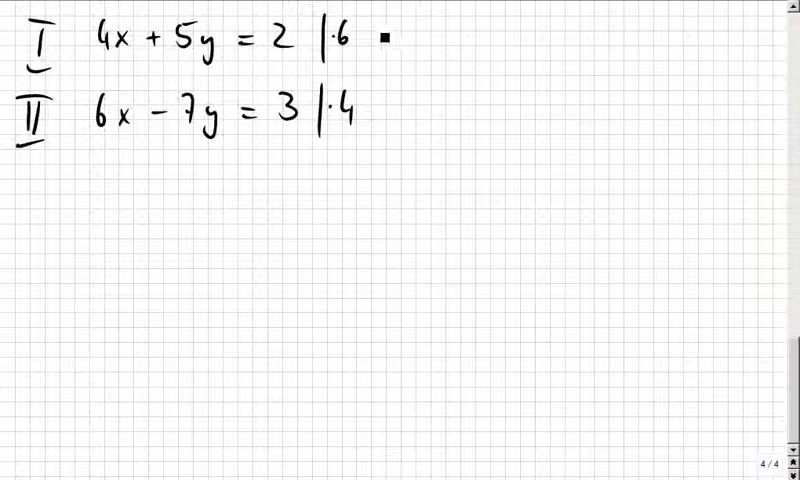 I 4x + 5y = 2 |·6
II 6x - 7y = 3 |·4
4/4